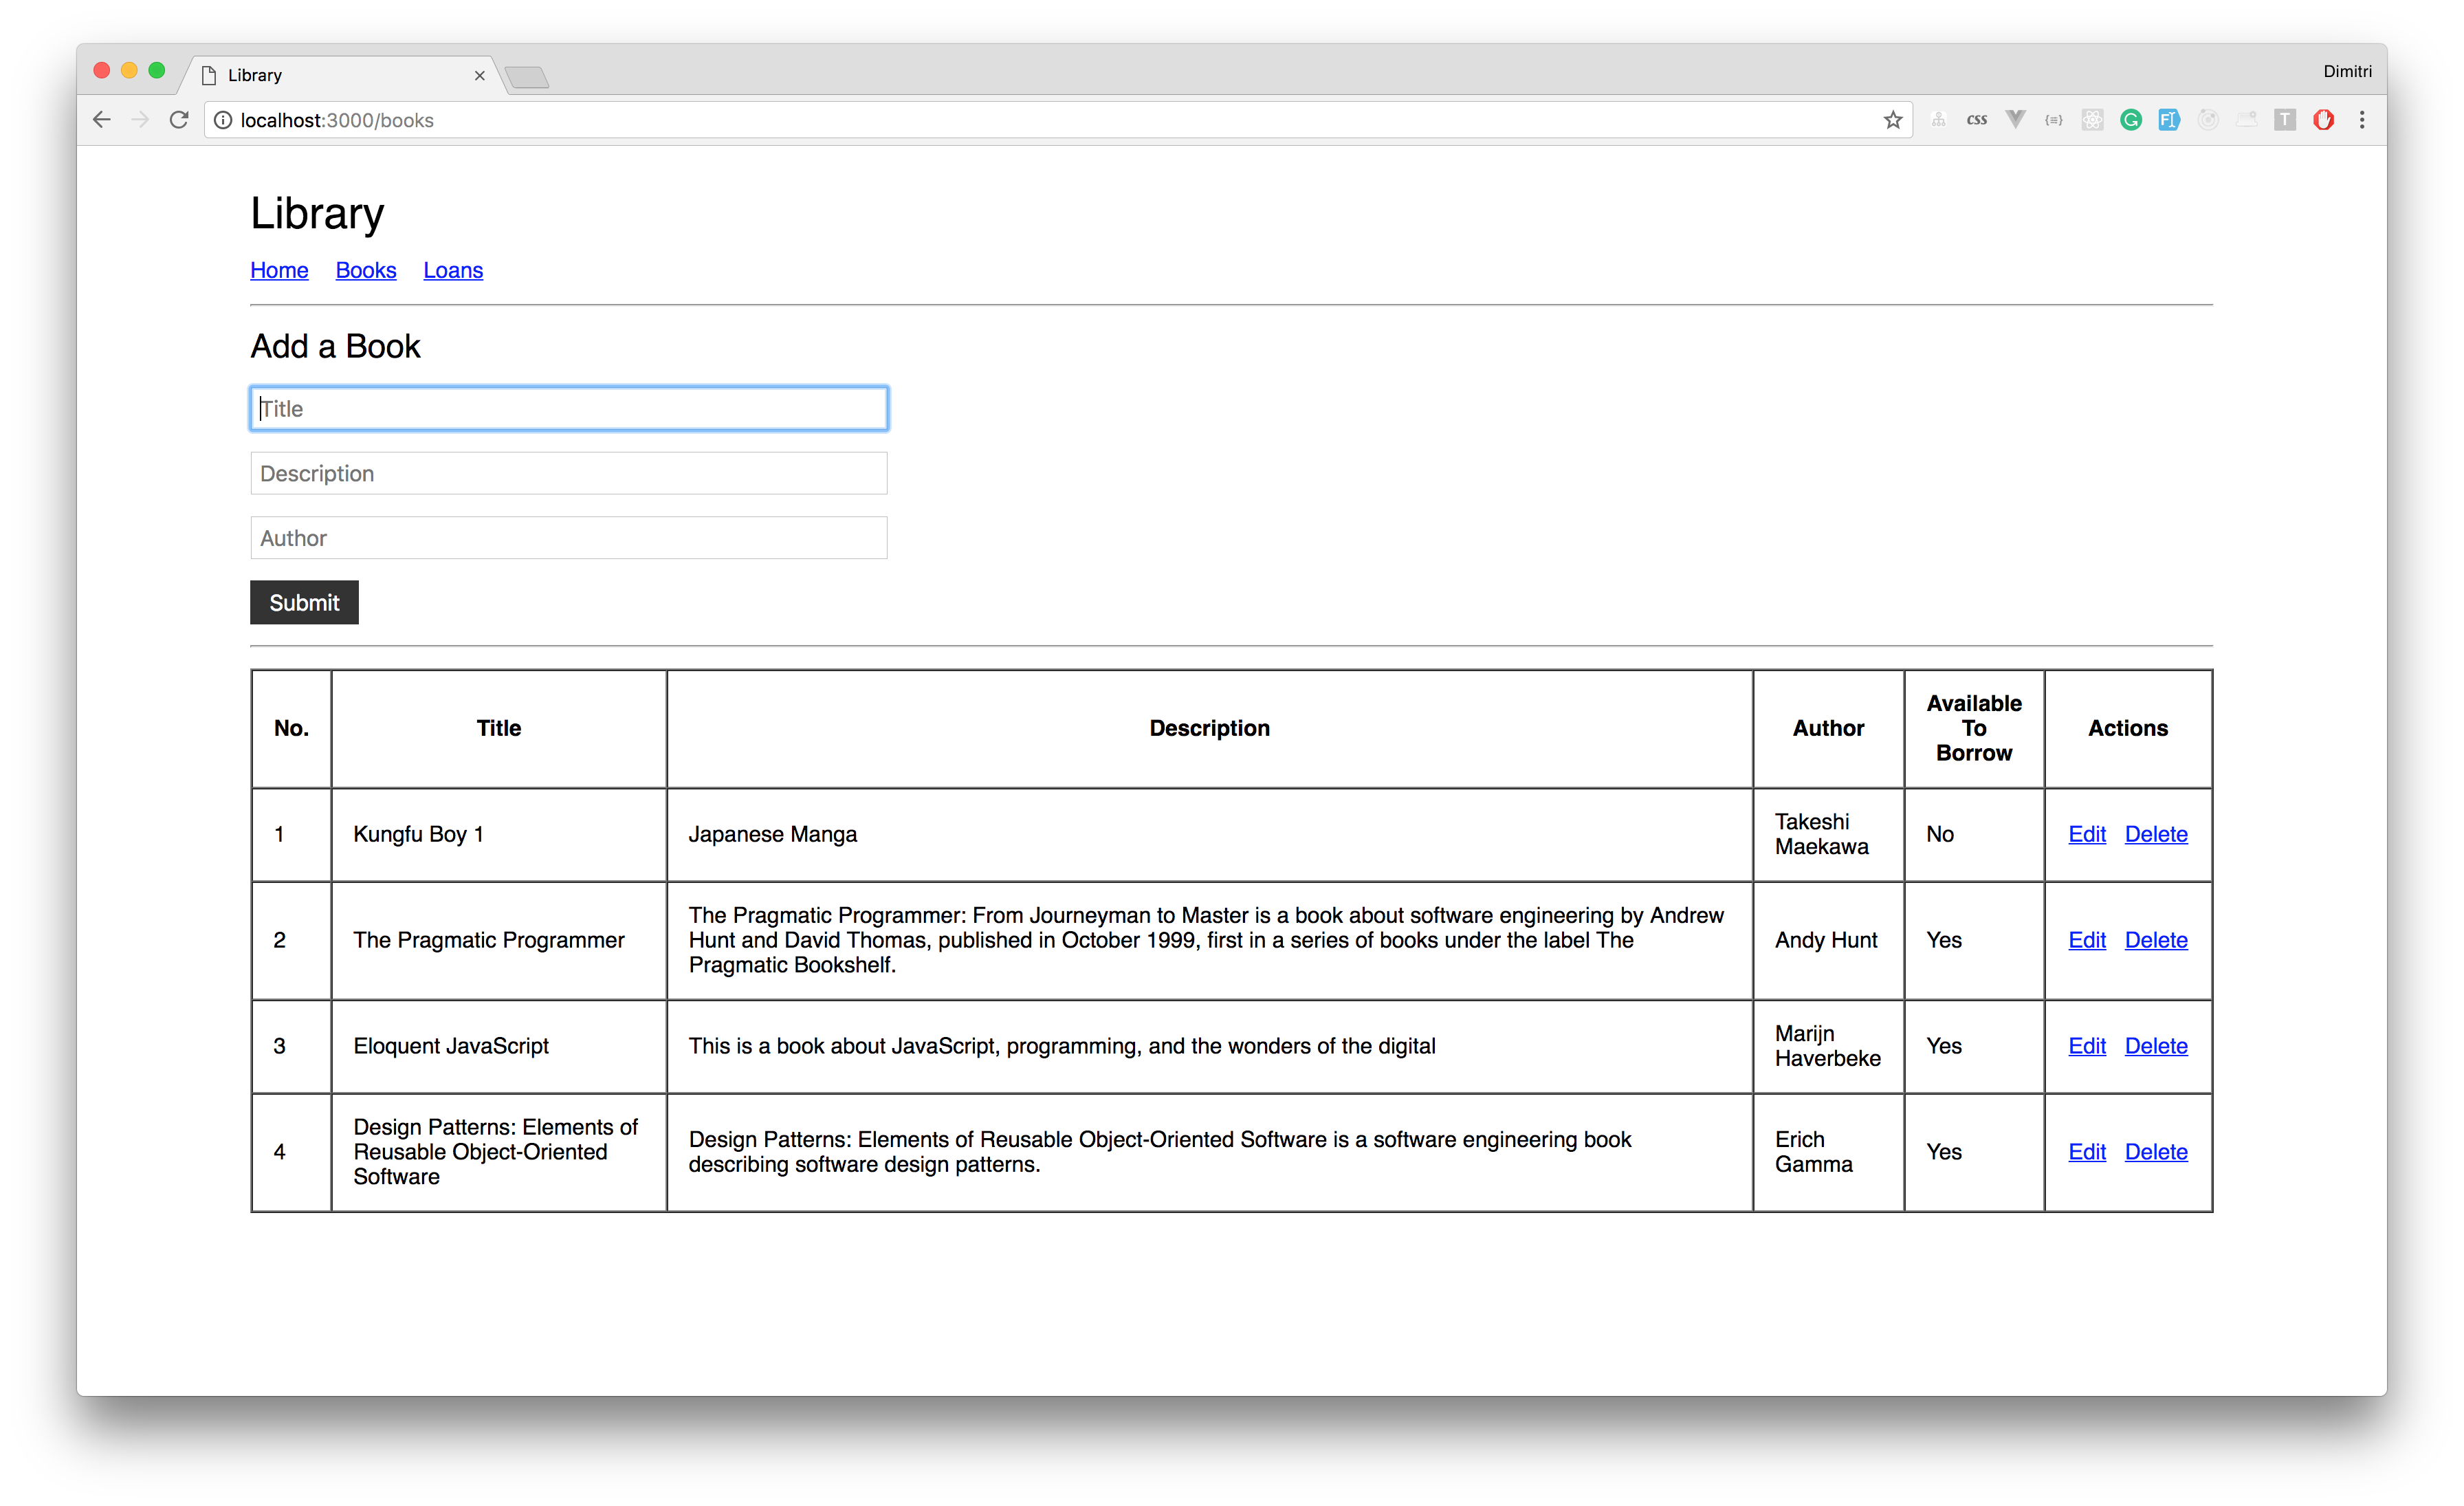 Library
Dimitri
localhost:3000/books
css
G
T
Library
Home Books Loans
Add a Book
Title
Description
Author
Submit
No. Title Description Author Available To Borrow Actions
1 Kungfu Boy 1 Japanese Manga Takeshi Maekawa No Edit Delete
2 The Pragmatic Programmer The Pragmatic Programmer: From Journeyman to Master is a book about software engineering by Andrew
Hunt and David Thomas, published in October 1999, first in a series of books under the label The
Pragmatic Bookshelf. Andy Hunt Yes Edit Delete
3 Eloquent JavaScript This is a book about JavaScript, programming, and the wonders of the digital Marijn Haverbeke Yes Edit Delete
4 Design Patterns: Elements of
Reusable Object-Oriented
Software Design Patterns: Elements of Reusable Object-Oriented Software is a software engineering book
describing software design patterns. Erich Gamma Yes Edit Delete